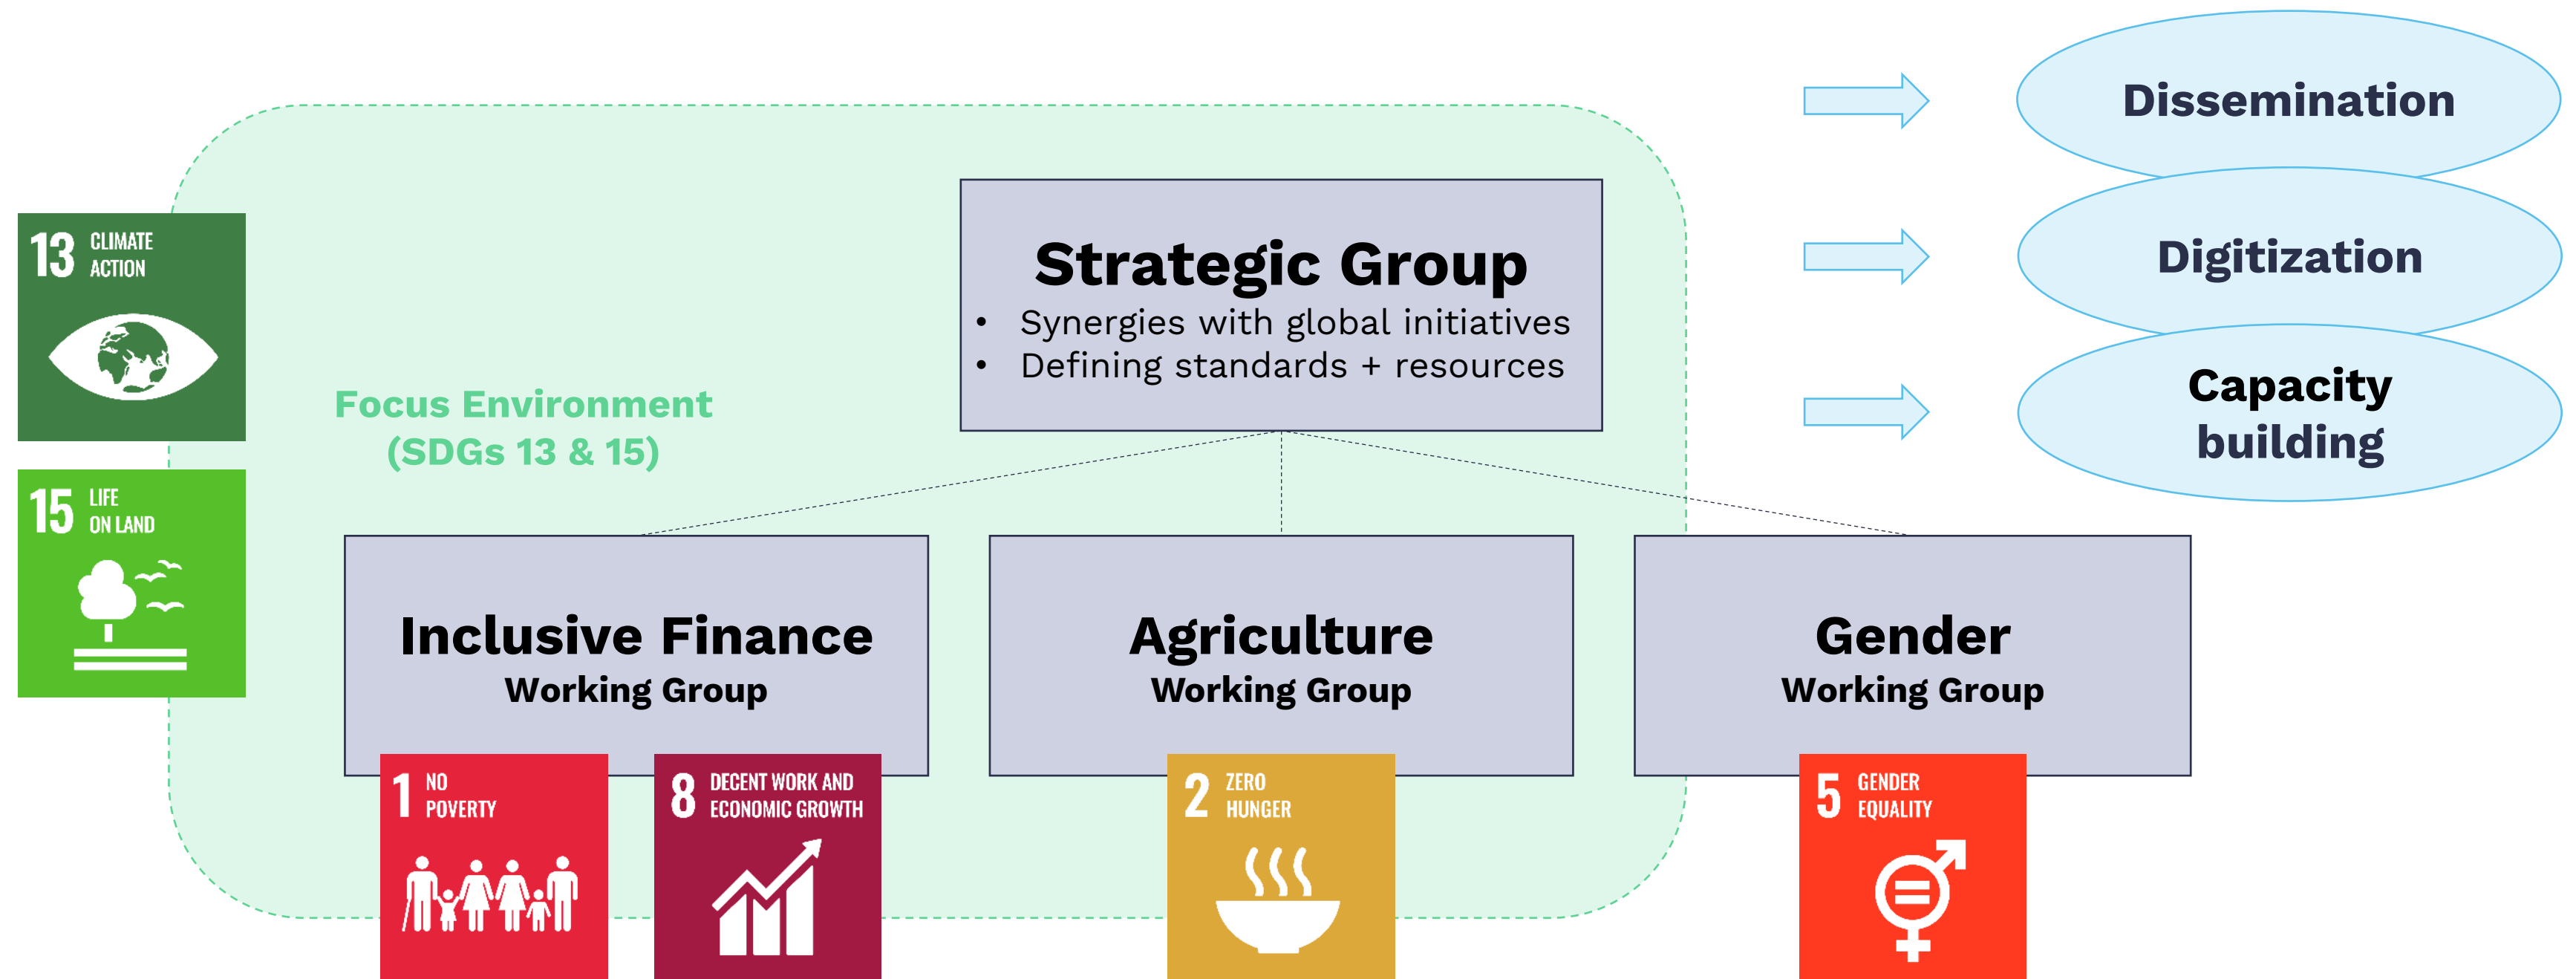 Dissemination
Digitization
Capacity
building
Strategic Group
• Synergies with global initiatives
• Defining standards + resources
13 CLIMATE
ACTION
Focus Environment
(SDGs 13 & 15)
15 LIFE
ON LAND
Inclusive Finance
Working Group
Agriculture
Working Group
Gender
Working Group
1 NO
POVERTY
8 DECENT WORK AND
ECONOMIC GROWTH
2 ZERO
HUNGER
5 GENDER
EQUALITY